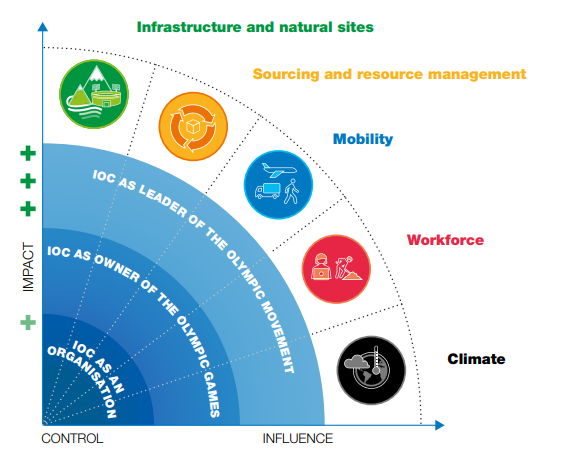 Infrastructure and natural sites
Sourcing and resource management
Mobility
Workforce
Climate
IOC AS LEADER OF THE OLYMPIC MOVEMENT
IOC AS OWNER OF THE OLYMPIC GAMES
IOC AS AN
ORGANISATION
+
+
+
+
IMPACT
CONTROL
INFLUENCE